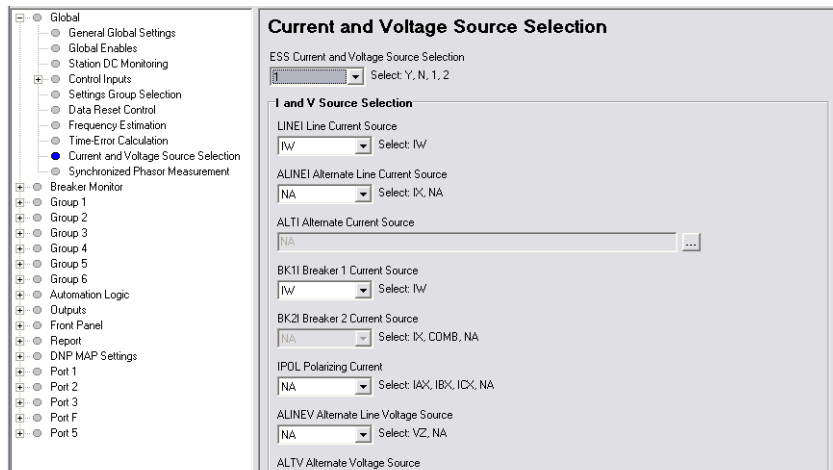 Global
General Global Settings
Global Enables
Station DC Monitoring
Control Inputs
Settings Group Selection
Data Reset Control
Frequency Estimation
Time-Error Calculation
Current and Voltage Source Selection
Synchronized Phasor Measurement
Breaker Monitor
Group 1
Group 2
Group 3
Group 4
Group 5
Group 6
Automation Logic
Outputs
Front Panel
Report
DNP MAP Settings
Port 1
Port 2
Port 3
Port F
Port 5
Current and Voltage Source Selection
ESS Current and Voltage Source Selection
1 Select: Y, N, 1, 2
I and V Source Selection
LINEI Line Current Source
IW Select: IW
ALINEI Alternate Line Current Source
NA Select: IX, NA
ALTI Alternate Current Source
NA ...
BK1I Breaker 1 Current Source
IW Select: IW
BK2I Breaker 2 Current Source
NA Select: IX, COMB, NA
IPOL Polarizing Current
NA Select: IAX, IBX, ICX, NA
ALINEV Alternate Line Voltage Source
NA Select: VZ, NA
ALTV Alternate Voltage Source